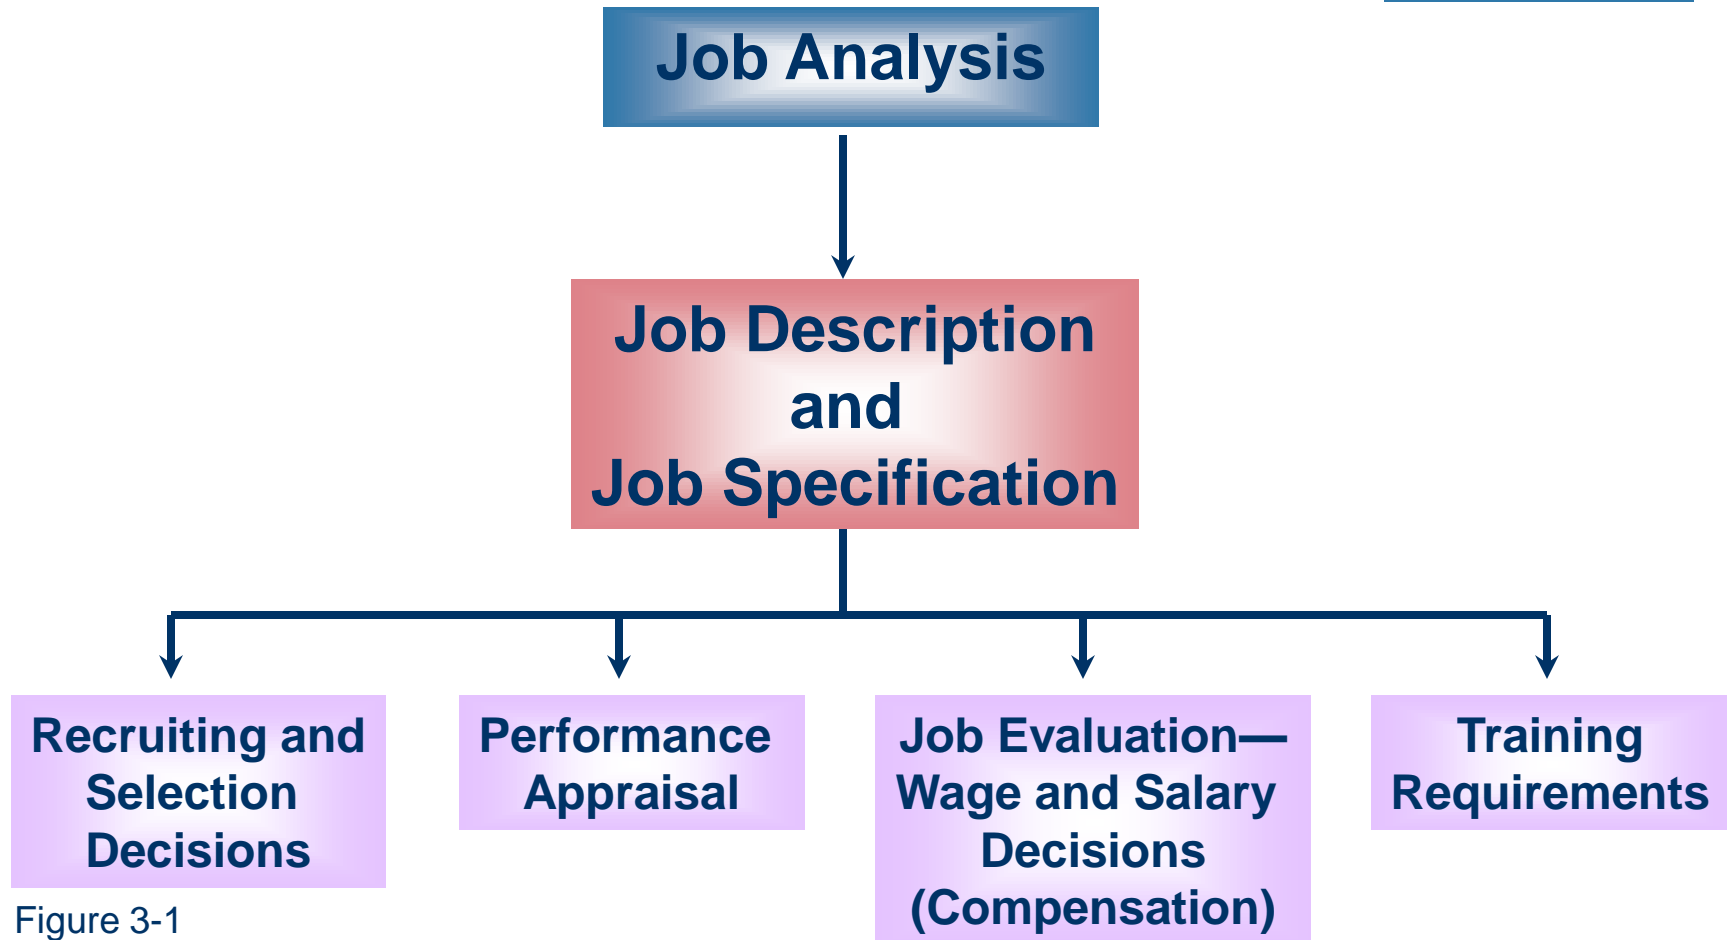 Job Analysis
Job Description
and
Job Specification
Recruiting and
Selection
Decisions
Performance
Appraisal
Job Evaluation—
Wage and Salary
Decisions
(Compensation)
Training
Requirements
Figure 3-1